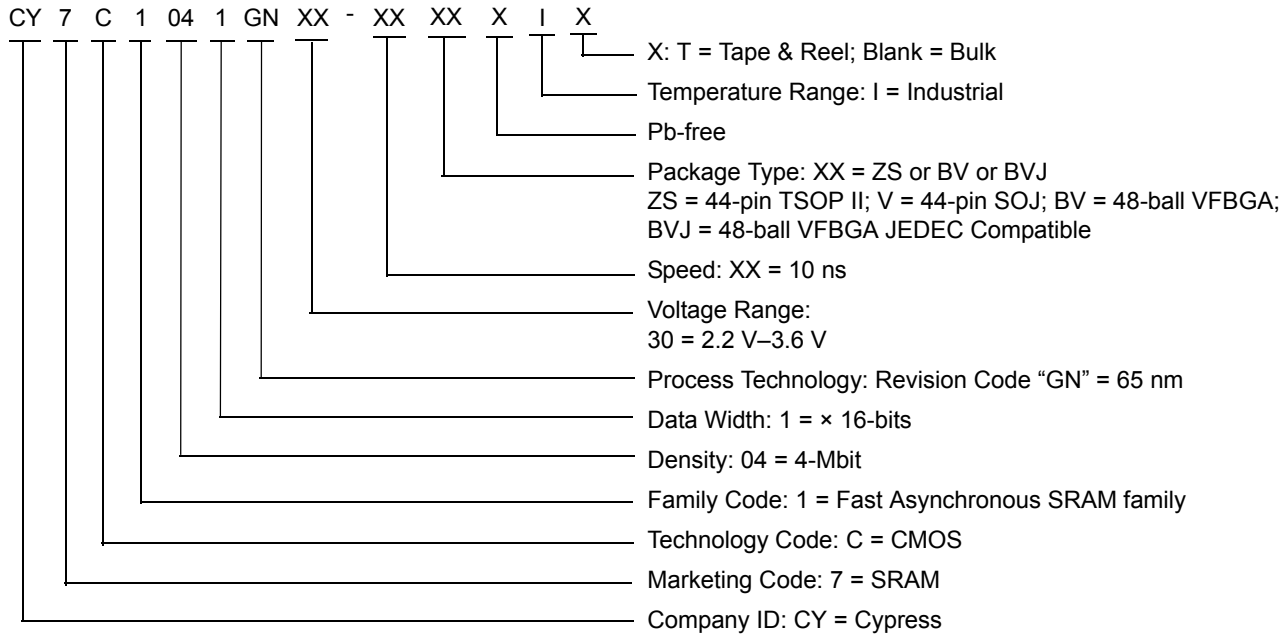 CY 7 C 1 04 1 GN XX - XX XX X I X
X: T = Tape & Reel; Blank = Bulk
Temperature Range: I = Industrial
Pb-free
Package Type: XX = ZS or BV or BVJ
ZS = 44-pin TSOP II; V = 44-pin SOJ; BV = 48-ball VFBGA;
BVJ = 48-ball VFBGA JEDEC Compatible
Speed: XX = 10 ns
Voltage Range:
30 = 2.2 V–3.6 V
Process Technology: Revision Code “GN” = 65 nm
Data Width: 1 = × 16-bits
Density: 04 = 4-Mbit
Family Code: 1 = Fast Asynchronous SRAM family
Technology Code: C = CMOS
Marketing Code: 7 = SRAM
Company ID: CY = Cypress